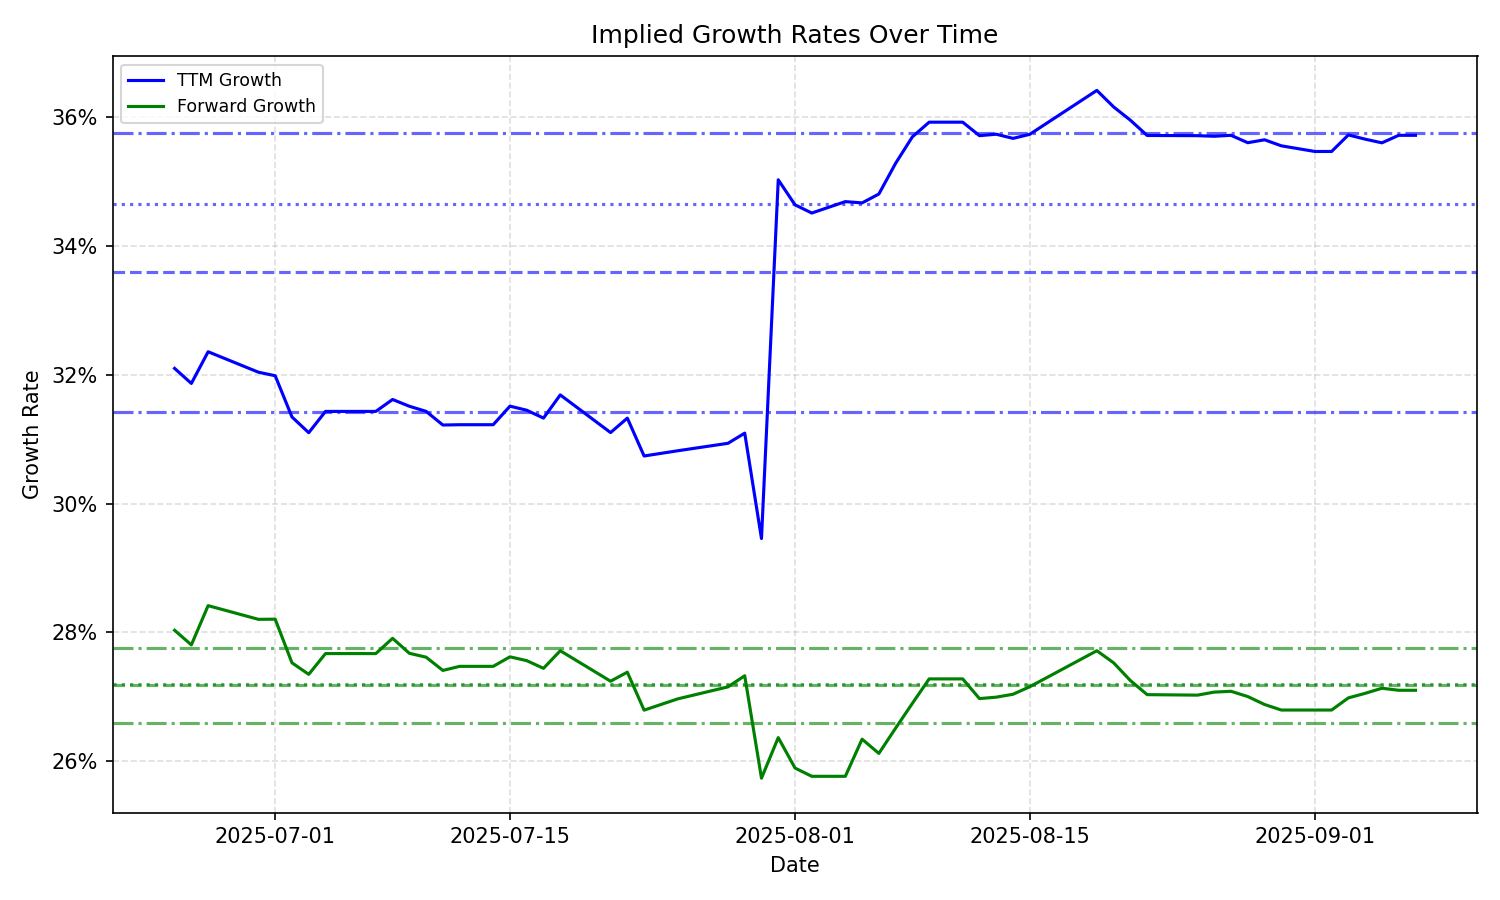 Implied Growth Rates Over Time
TTM Growth
Forward Growth
36%
34%
32%
30%
28%
26%
Growth Rate
2025-07-01
2025-07-15
2025-08-01
2025-08-15
2025-09-01
Date